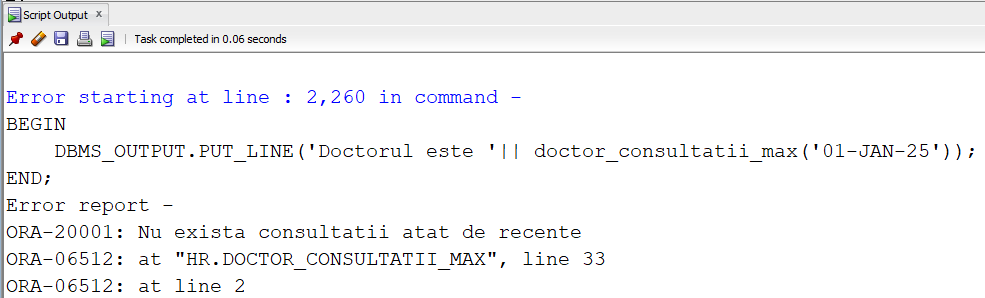 Script Output x
Task completed in 0.06 seconds
Error starting at line : 2,260 in command -
BEGIN
    DBMS_OUTPUT.PUT_LINE('Doctorul este '|| doctor_consultatii_max('01-JAN-25'));
END;
Error report -
ORA-20001: Nu exista consultatii atat de recente
ORA-06512: at "HR.DOCTOR_CONSULTATII_MAX", line 33
ORA-06512: at line 2